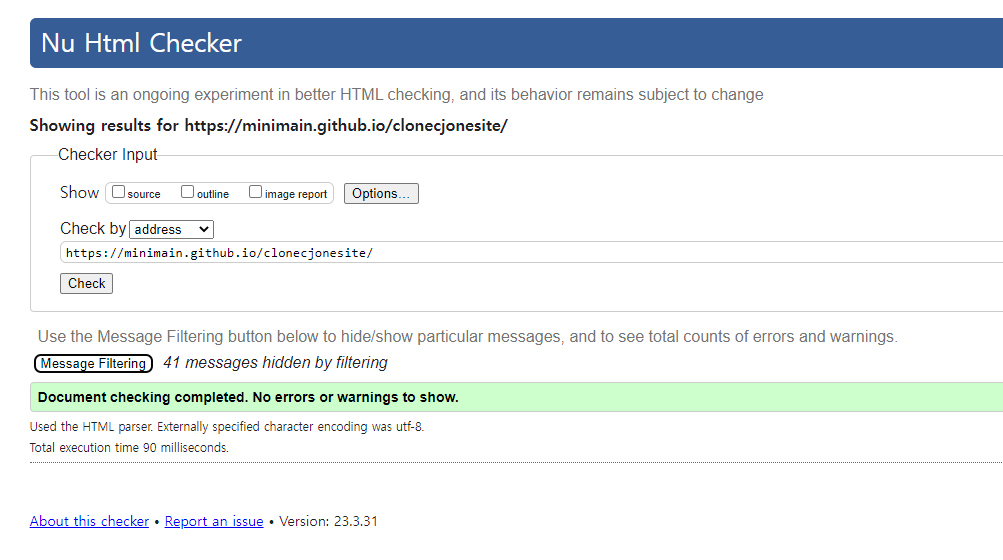 Nu Html Checker
This tool is an ongoing experiment in better HTML checking, and its behavior remains subject to change
Showing results for https://minimain.github.io/clonecjonesite/
Checker Input
Show source outline image report Options...
Check by address
https://minimain.github.io/clonecjonesite/
Check
Use the Message Filtering button below to hide/show particular messages, and to see total counts of errors and warnings.
Message Filtering 41 messages hidden by filtering
Document checking completed. No errors or warnings to show.
Used the HTML parser. Externally specified character encoding was utf-8.
Total execution time 90 milliseconds.
About this checker • Report an issue • Version: 23.3.31